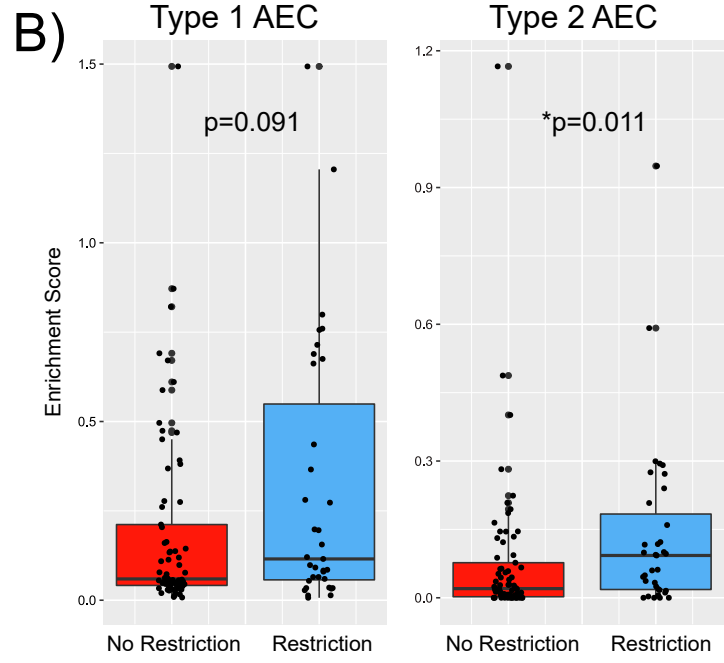 B)
Type 1 AEC
Type 2 AEC
Enrichment Score
1.5
1.0
0.5
0.0
p=0.091
No Restriction
Restriction
1.2
0.9
0.6
0.3
0.0
*p=0.011
No Restriction
Restriction